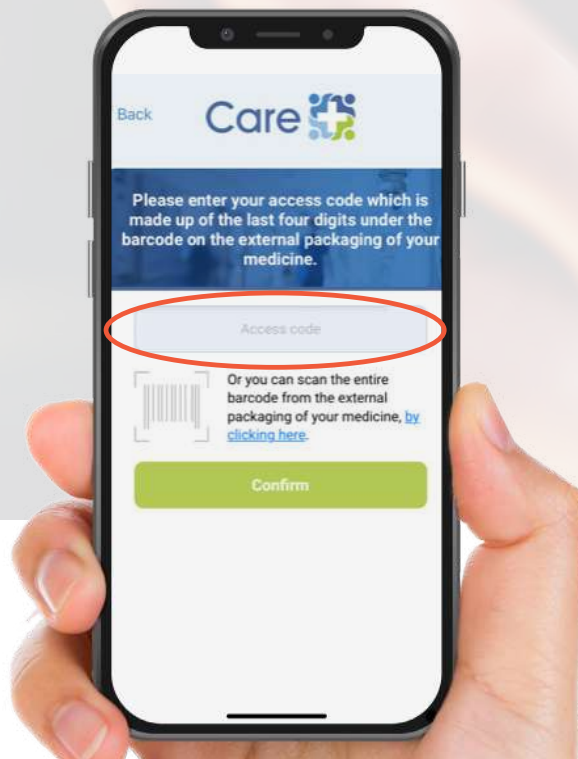 Back
Care
Please enter your access code which is
made up of the last four digits under the
barcode on the external packaging of your
medicine.
Access code
Or you can scan the entire
barcode from the external
packaging of your medicine, by
clicking here.
Confirm